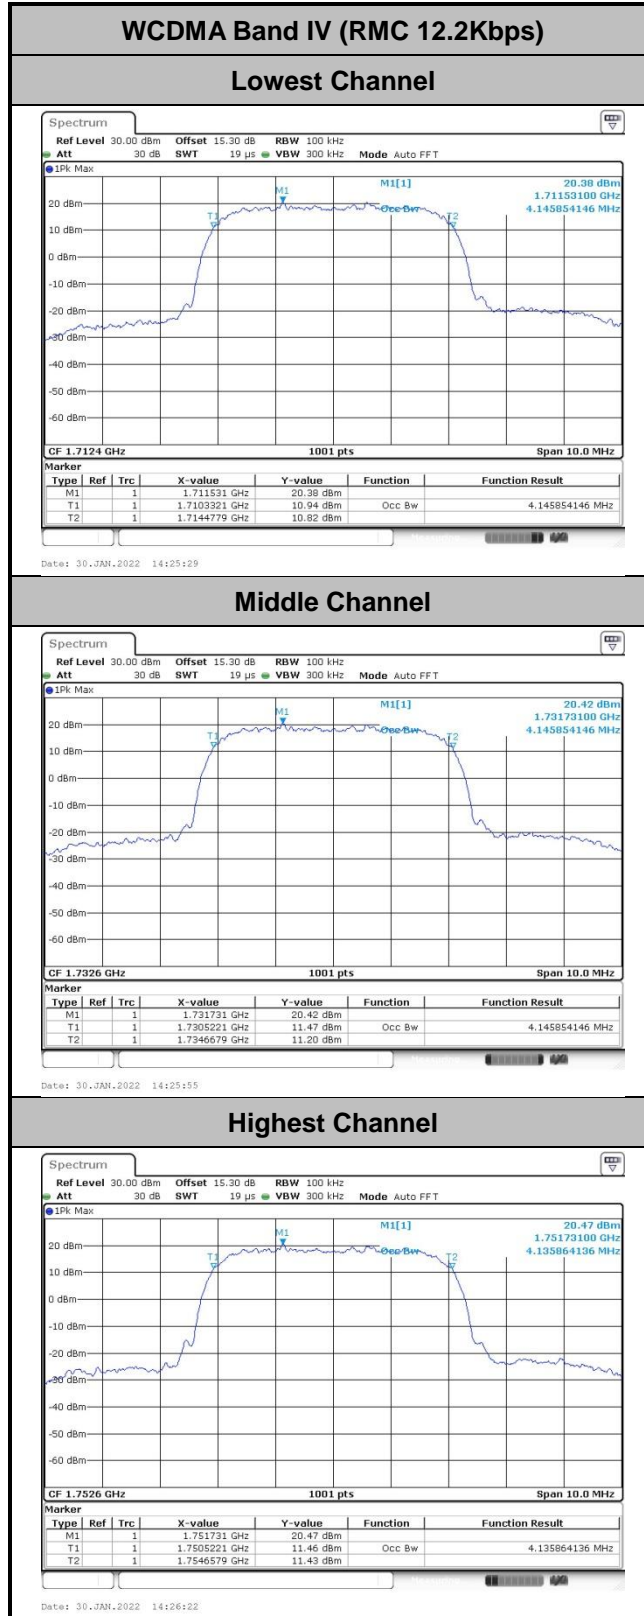 WCDMA Band IV (RMC 12.2Kbps)
Lowest Channel
Spectrum
Ref Level 30.00 dBm Offset 15.30 dB RBW 100 kHz
Att 30 dB SWT 19 µs VBW 300 kHz Mode Auto FFT
1Pk Max
M1[1] 20.38 dBm
1.71153100 GHz
Occ Bw 4.145854146 MHz
M1
T1
T2
20 dBm
10 dBm
0 dBm
-10 dBm
-20 dBm
-30 dBm
-40 dBm
-50 dBm
-60 dBm
CF 1.7124 GHz 1001 pts Span 10.0 MHz
Marker
Type Ref Trc X-value Y-value Function Function Result
M1 1 1.711531 GHz 20.38 dBm
T1 1 1.7103321 GHz 10.94 dBm Occ Bw 4.145854146 MHz
T2 1 1.7144779 GHz 10.82 dBm
Date: 30.JAN.2022 14:25:29
Middle Channel
Spectrum
Ref Level 30.00 dBm Offset 15.30 dB RBW 100 kHz
Att 30 dB SWT 19 µs VBW 300 kHz Mode Auto FFT
1Pk Max
M1[1] 20.42 dBm
1.73173100 GHz
Occ Bw 4.145854146 MHz
M1
T1
T2
20 dBm
10 dBm
0 dBm
-10 dBm
-20 dBm
-30 dBm
-40 dBm
-50 dBm
-60 dBm
CF 1.7326 GHz 1001 pts Span 10.0 MHz
Marker
Type Ref Trc X-value Y-value Function Function Result
M1 1 1.731731 GHz 20.42 dBm
T1 1 1.7305221 GHz 11.47 dBm Occ Bw 4.145854146 MHz
T2 1 1.7346679 GHz 11.20 dBm
Date: 30.JAN.2022 14:25:55
Highest Channel
Spectrum
Ref Level 30.00 dBm Offset 15.30 dB RBW 100 kHz
Att 30 dB SWT 19 µs VBW 300 kHz Mode Auto FFT
1Pk Max
M1[1] 20.47 dBm
1.75173100 GHz
Occ Bw 4.135864136 MHz
M1
T1
T2
20 dBm
10 dBm
0 dBm
-10 dBm
-20 dBm
-30 dBm
-40 dBm
-50 dBm
-60 dBm
CF 1.7526 GHz 1001 pts Span 10.0 MHz
Marker
Type Ref Trc X-value Y-value Function Function Result
M1 1 1.751731 GHz 20.47 dBm
T1 1 1.7505221 GHz 11.46 dBm Occ Bw 4.135864136 MHz
T2 1 1.7546579 GHz 11.43 dBm
Date: 30.JAN.2022 14:26:22